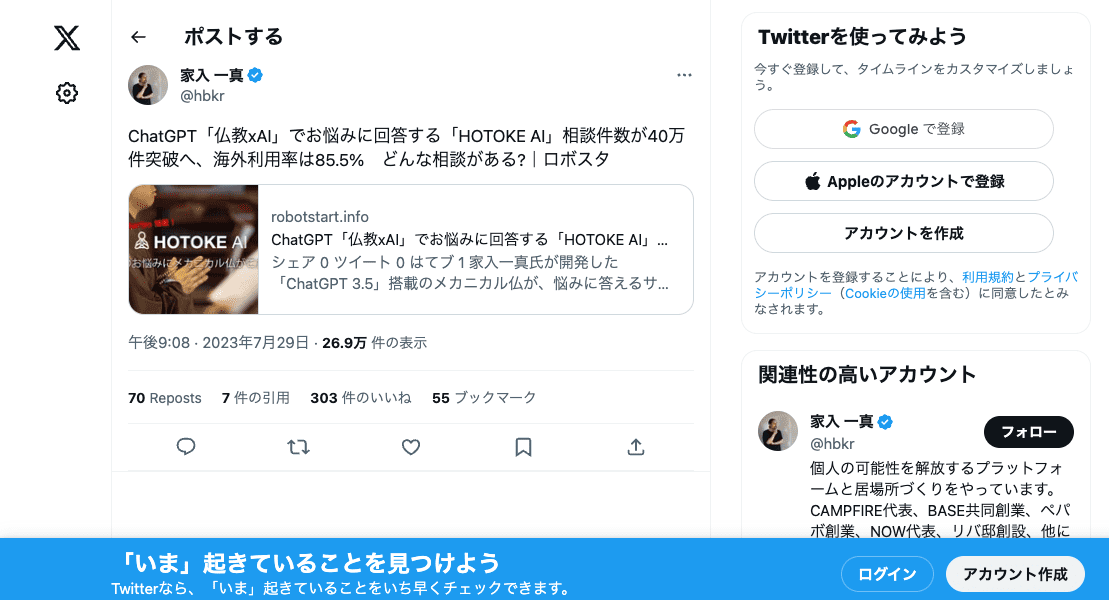 ポストする
家入 一真
@hbkr
ChatGPT「仏教xAI」でお悩みに回答する「HOTOKE AI」相談件数が40万
件突破へ、海外利用率は85.5%　どんな相談がある?｜ロボスタ
HOTOKE AI
お悩みにメカニカル仏がこ
robotstart.info
ChatGPT「仏教xAI」でお悩みに回答する「HOTOKE AI」...
シェア 0 ツイート 0 はてブ 1 家入一真氏が開発した
「ChatGPT 3.5」搭載のメカニカル仏が、悩みに答えるサ...
午後9:08 · 2023年7月29日 · 26.9万 件の表示
70 Reposts 7 件の引用 303 件のいいね 55 ブックマーク
Twitterを使ってみよう
今すぐ登録して、タイムラインをカスタマイズしましょ
う。
Google で登録
Appleのアカウントで登録
アカウントを作成
アカウントを登録することにより、利用規約とプライバ
シーポリシー（Cookieの使用を含む）に同意したとみ
なされます。
関連性の高いアカウント
家入 一真
@hbkr
フォロー
個人の可能性を解放するプラットフォ
ームと居場所づくりをやっています。
CAMPFIRE代表、BASE共同創業、ペパ
ボ創業、NOW代表、リバ邸創設、他に
「いま」起きていることを見つけよう
Twitterなら、「いま」起きていることをいち早くチェックできます。
ログイン
アカウント作成